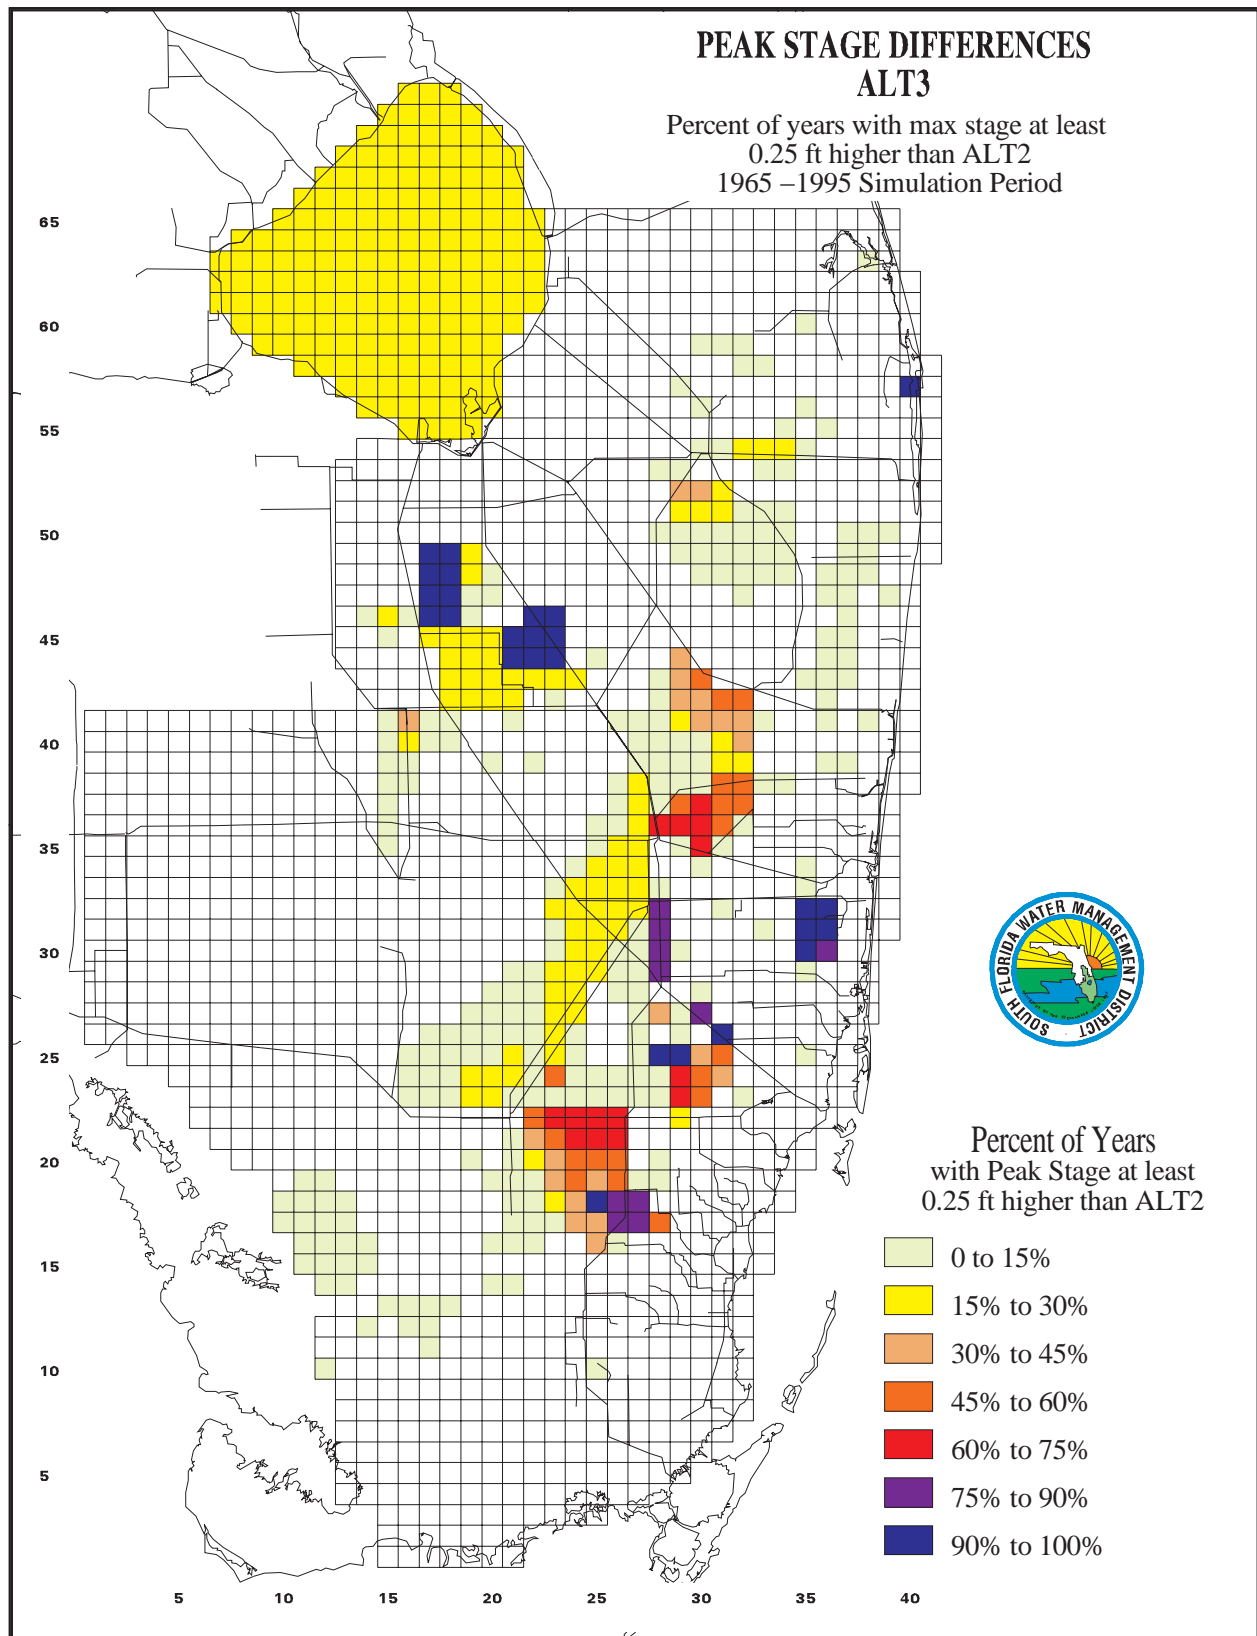 PEAK STAGE DIFFERENCES
ALT3
Percent of years with max stage at least
0.25 ft higher than ALT2
1965 –1995 Simulation Period
65
60
55
50
45
40
35
30
25
20
15
10
5
5
10
15
20
25
30
35
40
SOUTH FLORIDA WATER MANAGEMENT DISTRICT
Percent of Years
with Peak Stage at least
0.25 ft higher than ALT2
0 to 15%
15% to 30%
30% to 45%
45% to 60%
60% to 75%
75% to 90%
90% to 100%